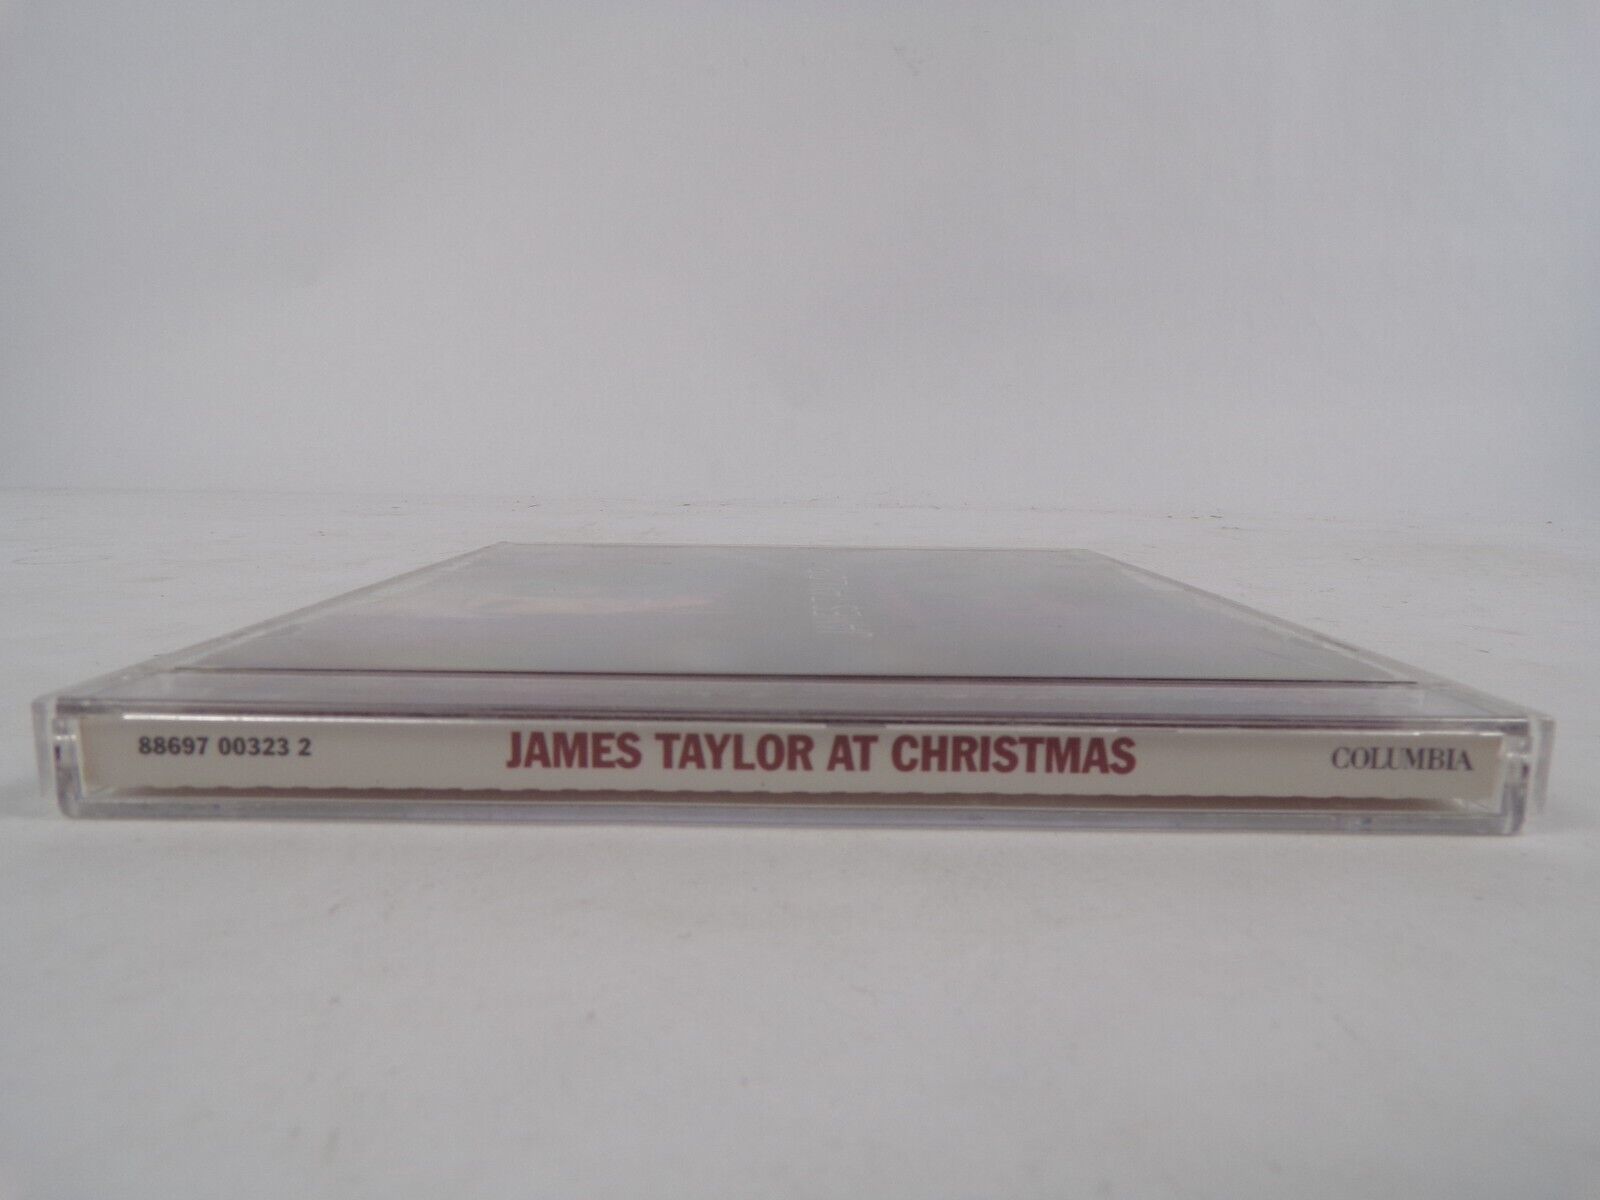 88697 00323 2 JAMES TAYLOR AT CHRISTMAS COLUMBIA